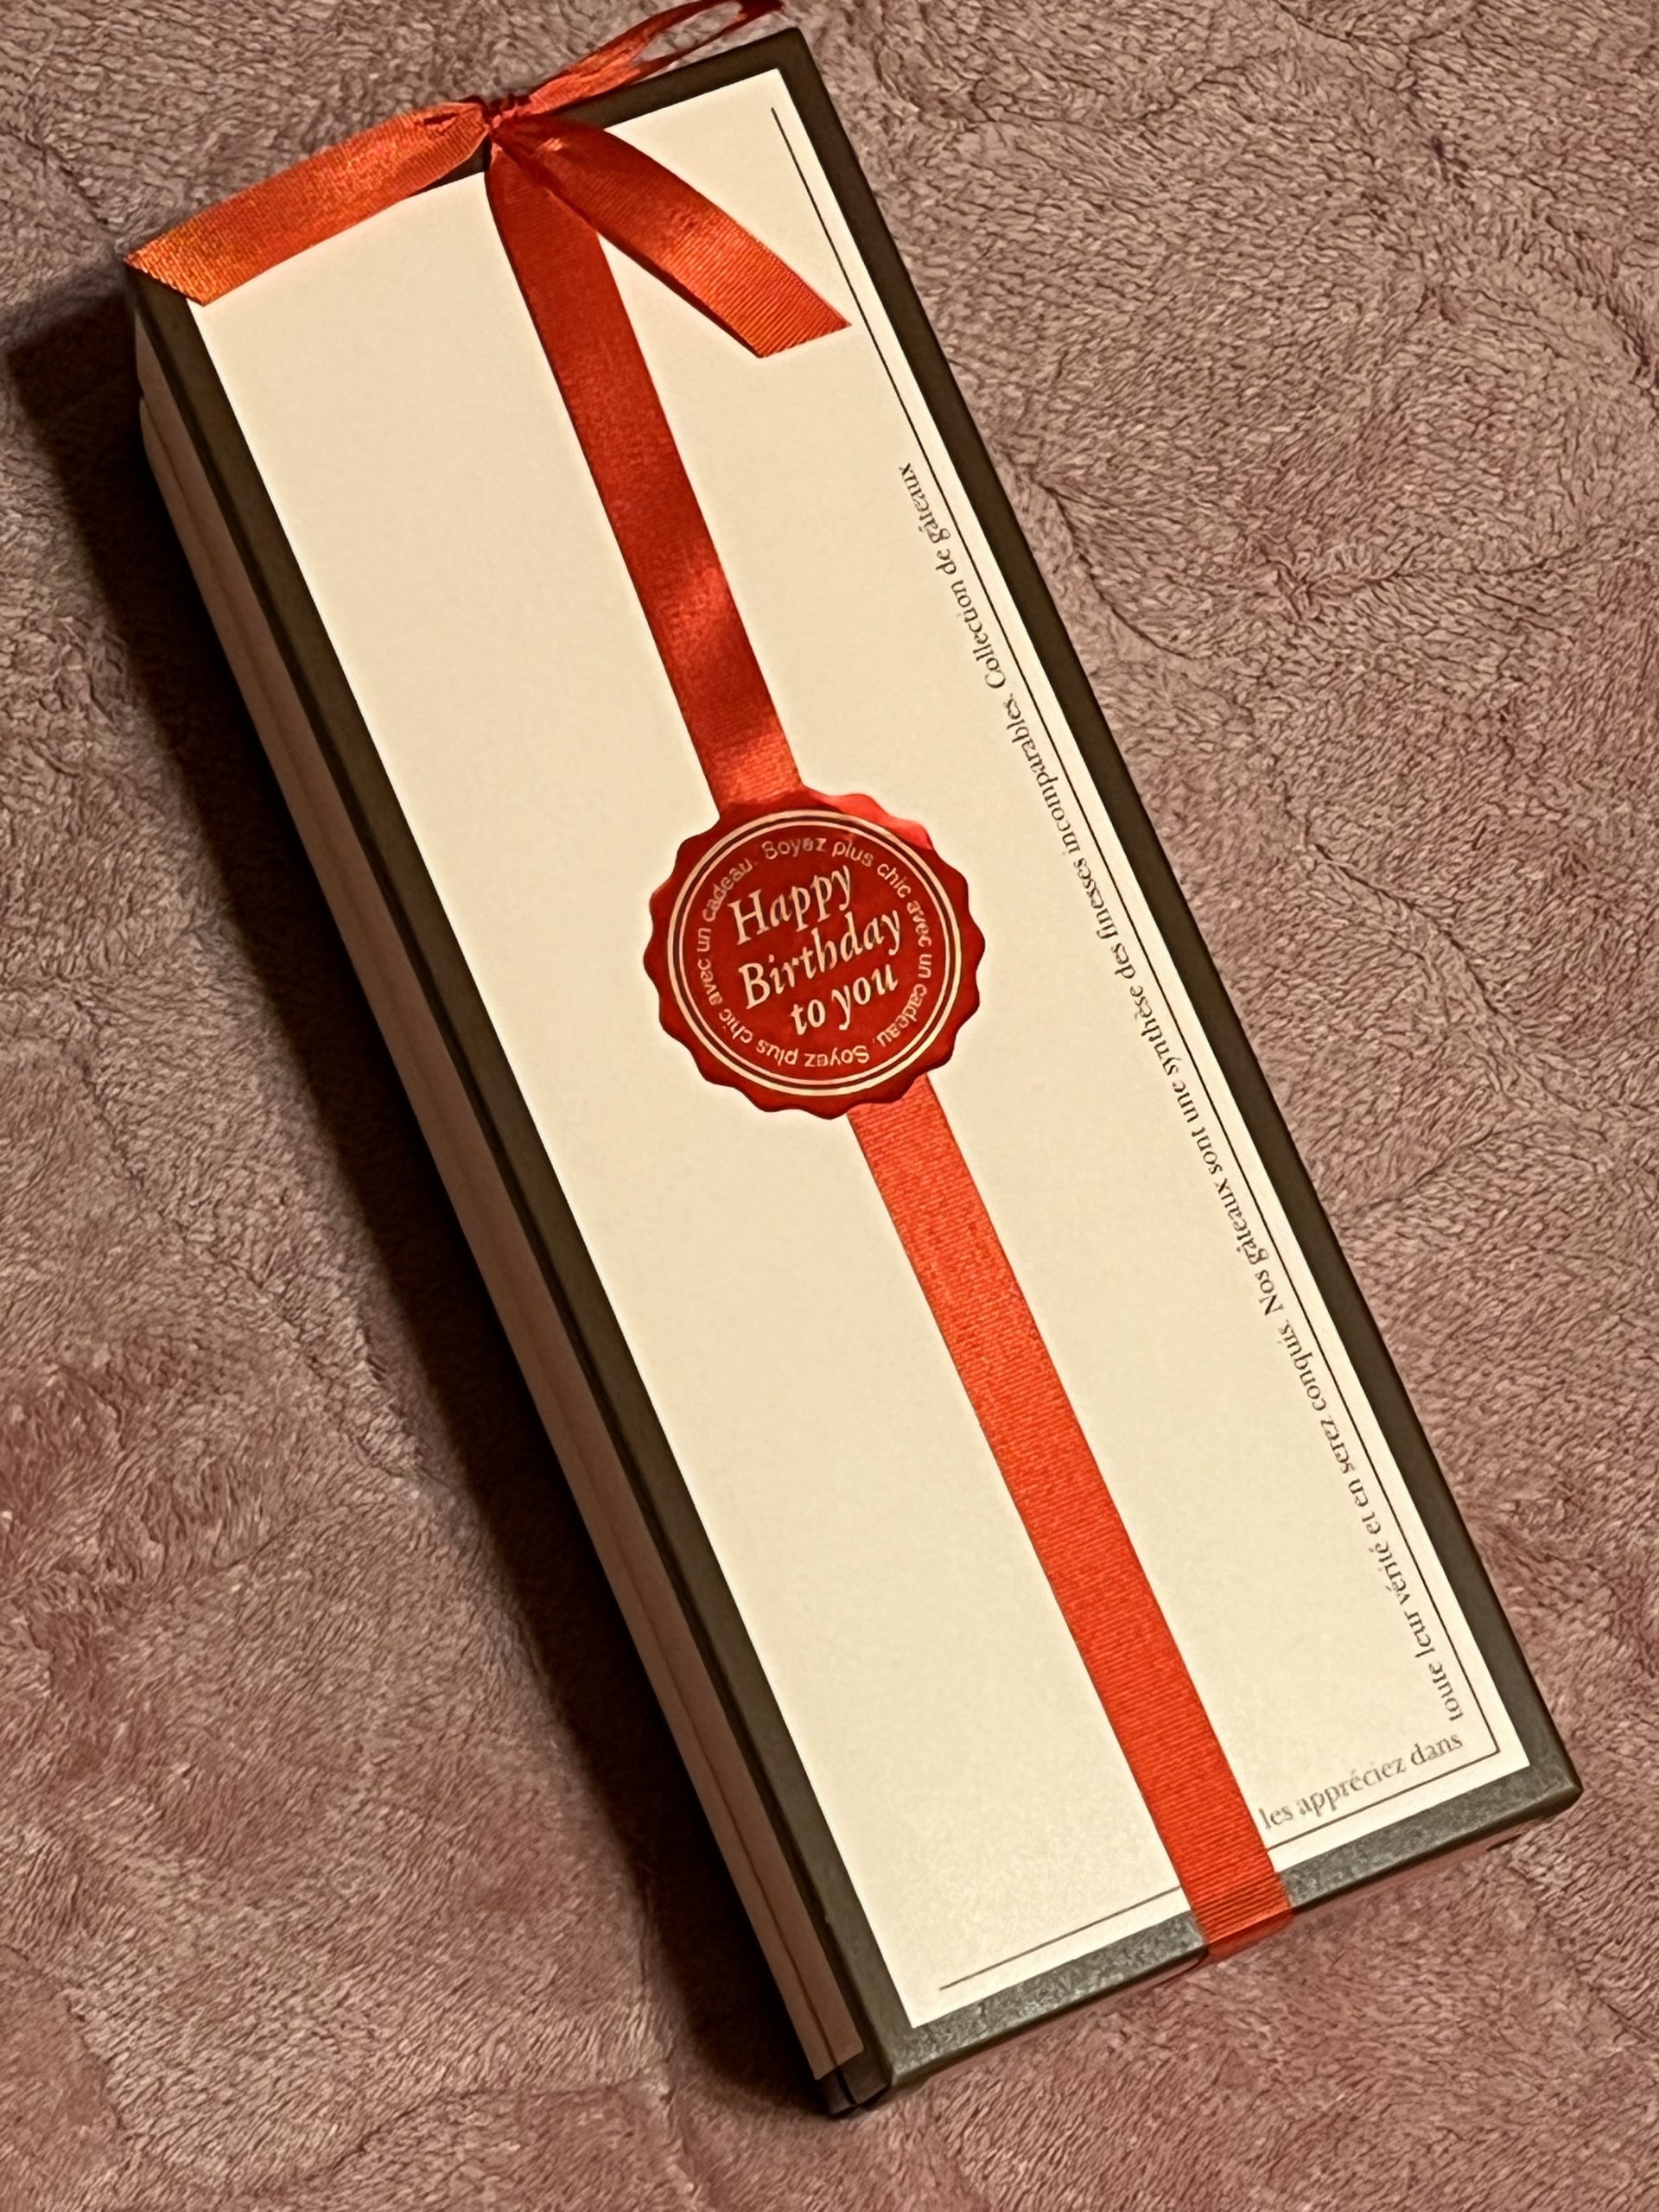 Happy
Birthday
to you
Soyez plus chic avec un cadeau. Soyez plus chic avec un cadeau.
les appréciez dans
toute leur vérité et en serez conquis. Nos gâteaux sont une synthèse des finesses incomparables. Collection de gâteaux